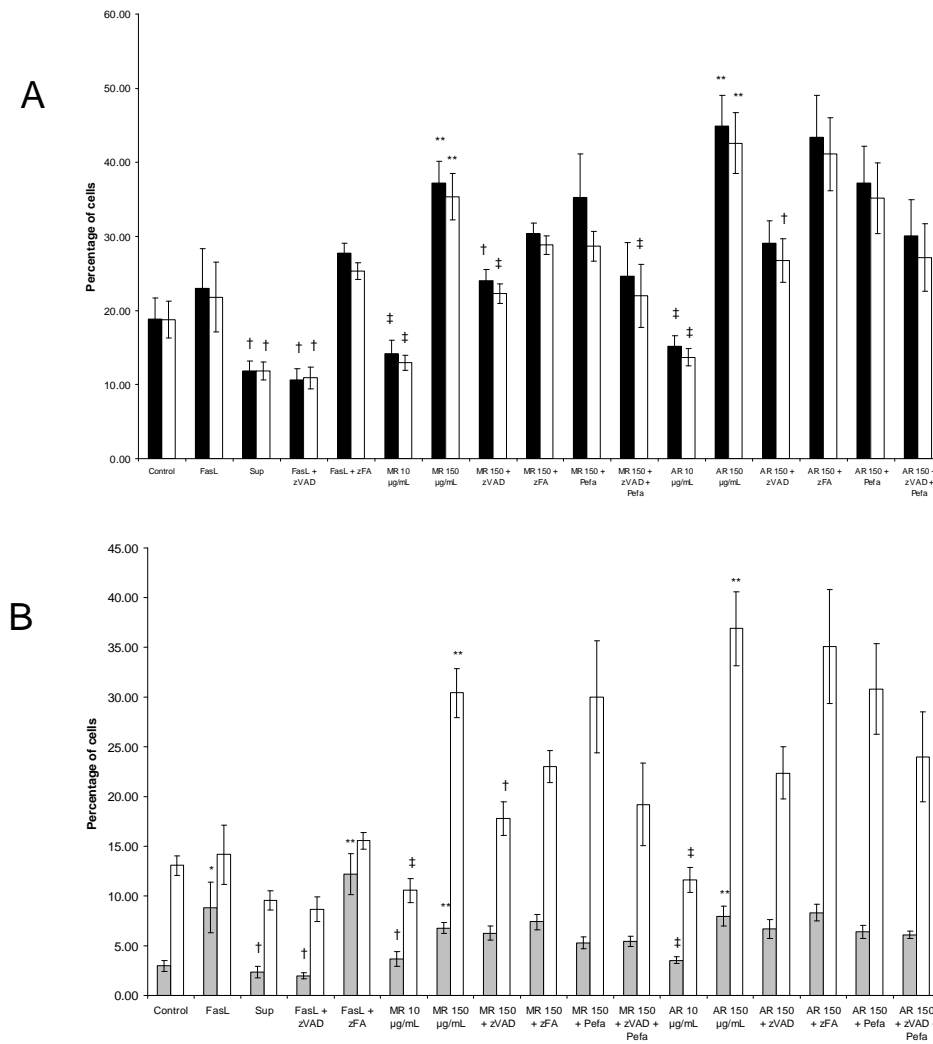 A
Percentage of cells
60.00
50.00
40.00
30.00
20.00
10.00
0.00
** ** ** **
† † † † ‡ ‡ † ‡ ‡ ‡ ‡ †
Control FasL Sup FasL + zVAD FasL + zFA MR 10 µg/mL MR 150 µg/mL MR 150 + zVAD MR 150 + zFA MR 150 + Pefa MR 150 + zVAD + Pefa AR 10 µg/mL AR 150 µg/mL AR 150 + zVAD AR 150 + zFA AR 150 + Pefa AR 150 + zVAD + Pefa
B
Percentage of cells
45.00
40.00
35.00
30.00
25.00
20.00
15.00
10.00
5.00
0.00
* † † ** † ‡ ** ** † ‡ ‡ ** **
Control FasL Sup FasL + zVAD FasL + zFA MR 10 µg/mL MR 150 µg/mL MR 150 + zVAD MR 150 + zFA MR 150 + Pefa MR 150 + zVAD + Pefa AR 10 µg/mL AR 150 µg/mL AR 150 + zVAD AR 150 + zFA AR 150 + Pefa AR 150 + zVAD + Pefa